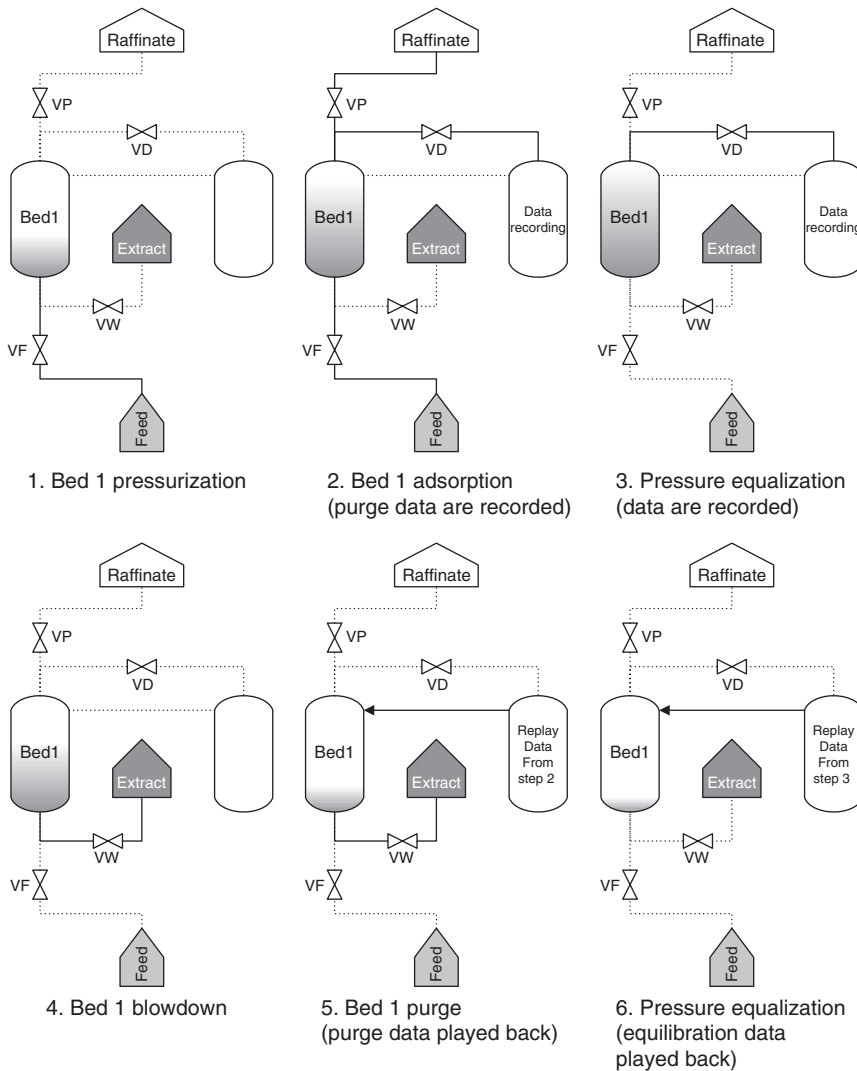 Raffinate
VP
VD
Bed1
Extract
VW
VF
Feed
1. Bed 1 pressurization
Raffinate
VP
VD
Bed1
Data
recording
Extract
VW
VF
Feed
2. Bed 1 adsorption
(purge data are recorded)
Raffinate
VP
VD
Bed1
Data
recording
Extract
VW
VF
Feed
3. Pressure equalization
(data are recorded)
Raffinate
VP
VD
Bed1
Extract
VW
VF
Feed
4. Bed 1 blowdown
Raffinate
VP
VD
Bed1
Replay
Data
From
step 2
Extract
VW
VF
Feed
5. Bed 1 purge
(purge data played back)
Raffinate
VP
VD
Bed1
Replay
Data
From
step 3
Extract
VW
VF
Feed
6. Pressure equalization
(equilibration data
played back)